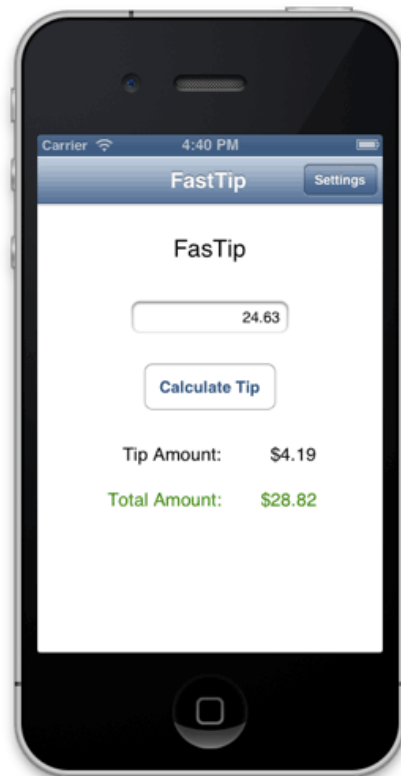 Carrier 4:40 PM
FastTip Settings
FasTip
24.63
Calculate Tip
Tip Amount: $4.19
Total Amount: $28.82